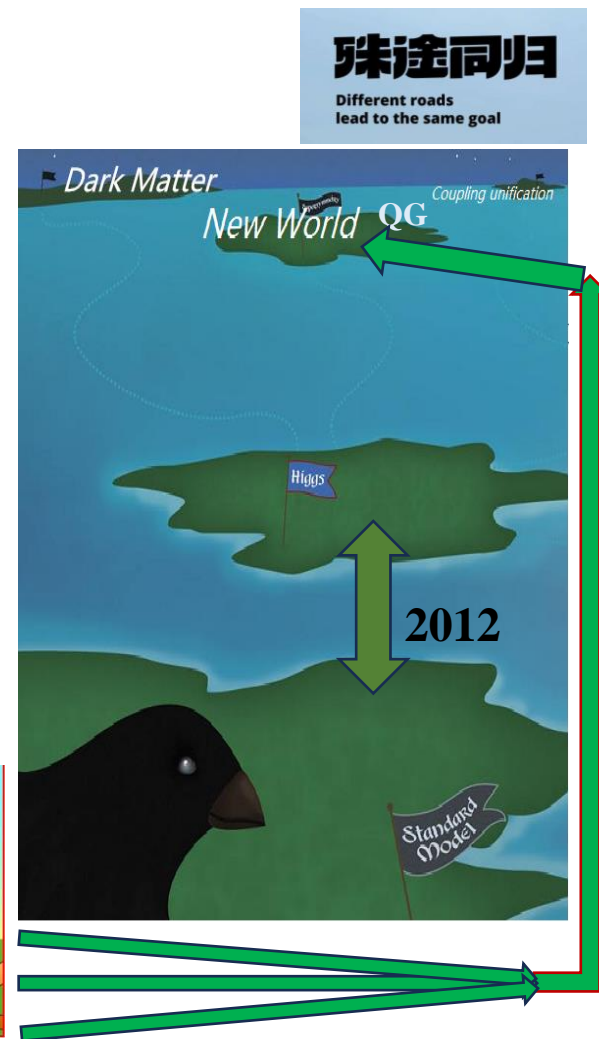 殊途同归
Different roads
lead to the same goal
Dark Matter
Coupling unification
New World QG
Higgs
2012
Standard
Model